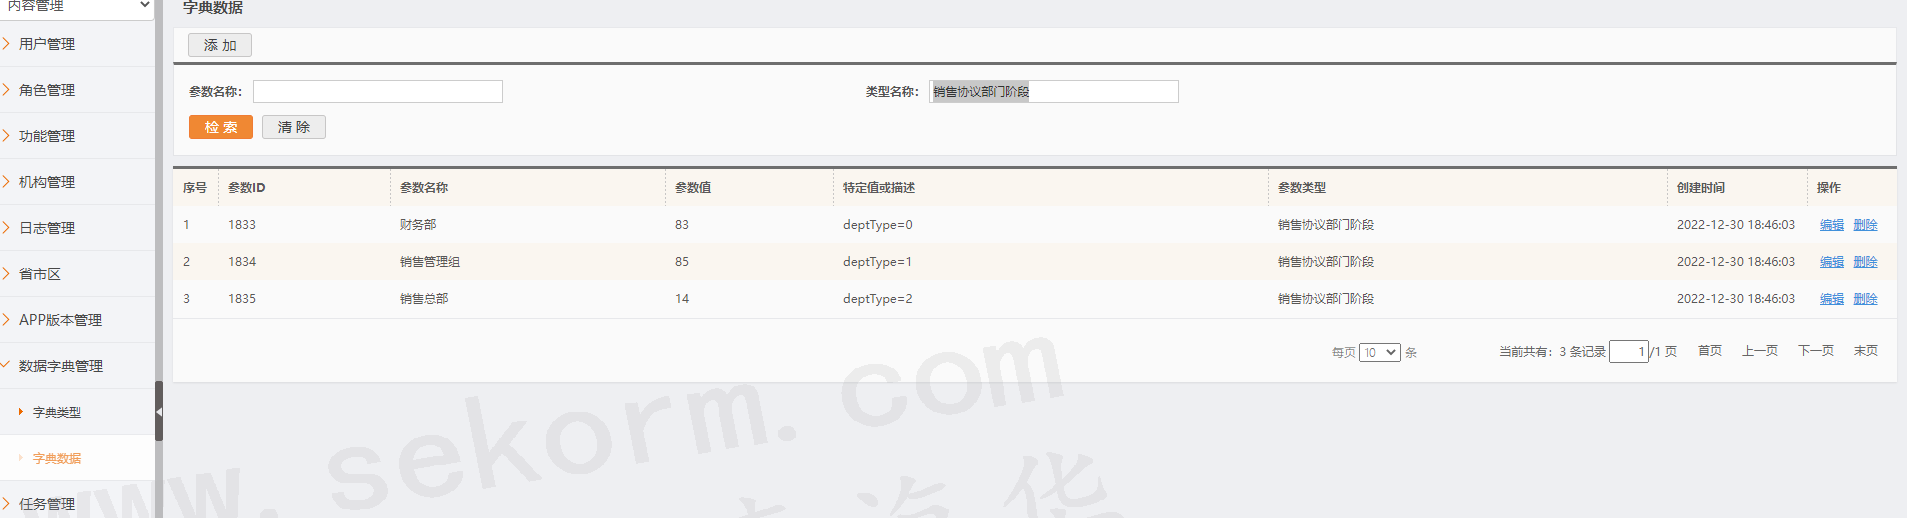 内容管理
字典数据
用户管理
添 加
角色管理
参数名称：
类型名称： 销售协议部门阶段
检 索 清 除
功能管理
机构管理
序号 参数ID 参数名称 参数值 特定值或描述 参数类型 创建时间 操作
日志管理
1 1833 财务部 83 deptType=0 销售协议部门阶段 2022-12-30 18:46:03 编辑 删除
省市区
2 1834 销售管理组 85 deptType=1 销售协议部门阶段 2022-12-30 18:46:03 编辑 删除
3 1835 销售总部 14 deptType=2 销售协议部门阶段 2022-12-30 18:46:03 编辑 删除
APP版本管理
每页 10 条 当前共有：3 条记录 1 /1 页 首页 上一页 下一页 末页
数据字典管理
字典类型
字典数据
任务管理
www.sekorm.com